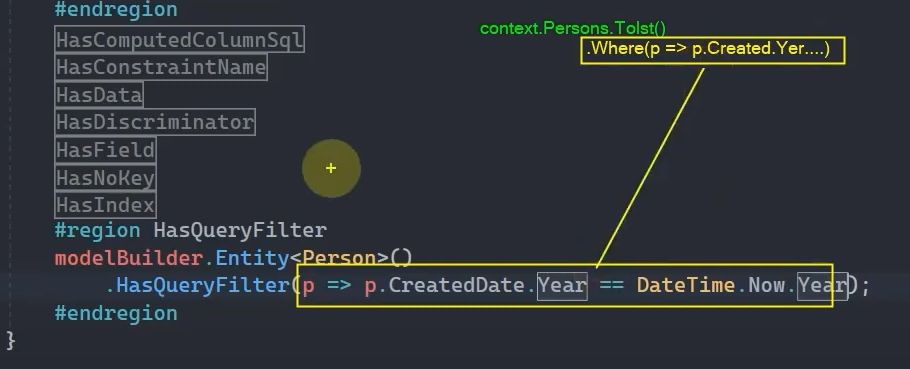 #endregion
context.Persons.Tolst()
HasComputedColumnSql
.Where(p => p.Created.Yer....)
HasConstraintName
HasData
HasDiscriminator
HasField
HasNoKey
HasIndex
#region HasQueryFilter
modelBuilder.Entity<Person>()
.HasQueryFilter(p => p.CreatedDate.Year == DateTime.Now.Year);
#endregion
}